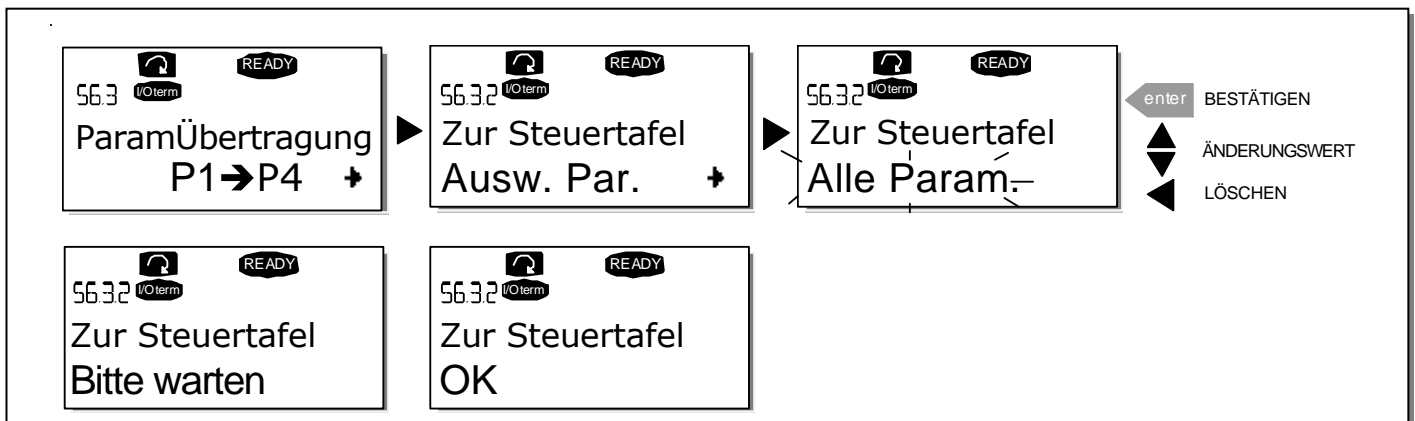 READY
S6.3 I/Oterm
ParamÜbertragung
P1➔P4
READY
S6.3.2 I/Oterm
Zur Steuertafel
Ausw. Par.
READY
S6.3.2 I/Oterm
Zur Steuertafel
Alle Param.
enter BESTÄTIGEN
ÄNDERUNGSWERT
LÖSCHEN
READY
S6.3.2 I/Oterm
Zur Steuertafel
Bitte warten
READY
S6.3.2 I/Oterm
Zur Steuertafel
OK